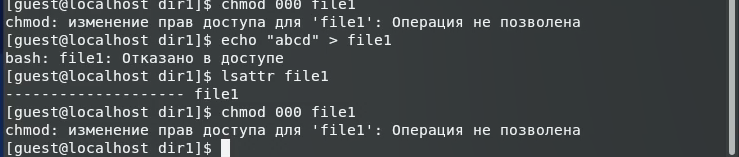 [guest@localhost dir1]$ chmod 000 file1
chmod: изменение прав доступа для 'file1': Операция не позволена
[guest@localhost dir1]$ echo "abcd" > file1
bash: file1: Отказано в доступе
[guest@localhost dir1]$ lsattr file1
-------------------- file1
[guest@localhost dir1]$ chmod 000 file1
chmod: изменение прав доступа для 'file1': Операция не позволена
[guest@localhost dir1]$